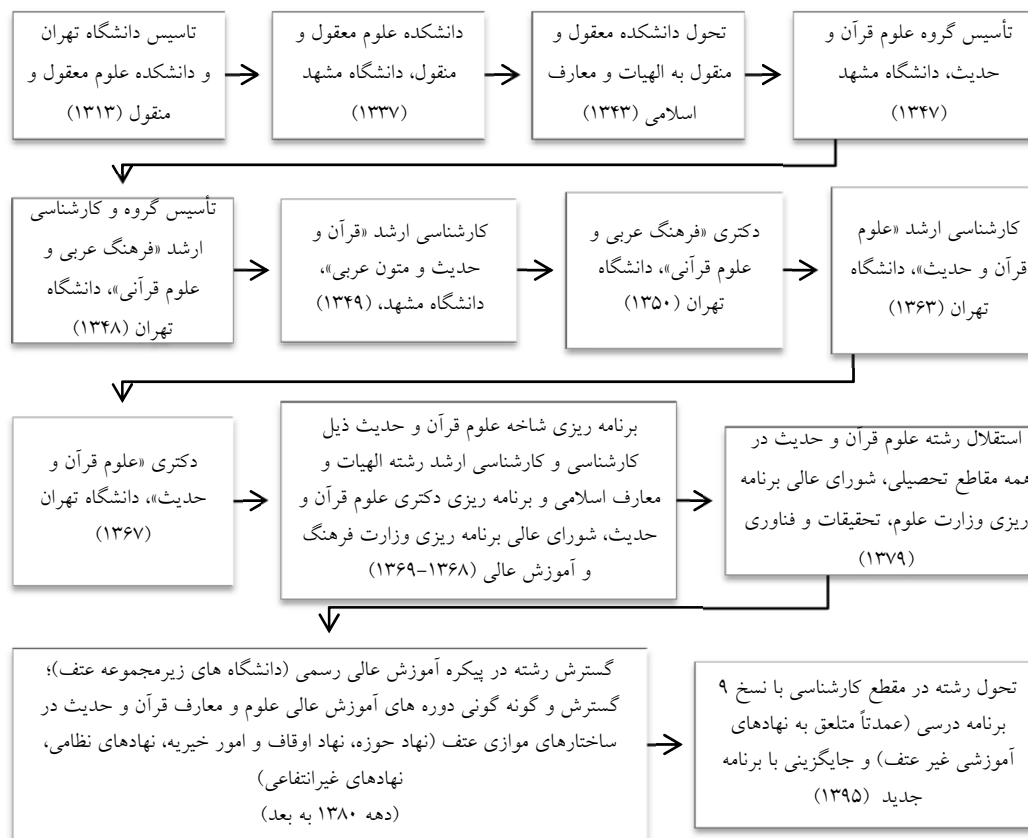 تاسیس دانشگاه تهران
و دانشکده علوم معقول و
منقول (۱۳۱۳)
دانشکده علوم معقول و
منقول، دانشگاه مشهد
(۱۳۳۷)
تحول دانشکده معقول و
منقول به الهیات و معارف
اسلامی (۱۳۴۳)
تأسیس گروه علوم قرآن و
حدیث، دانشگاه مشهد
(۱۳۴۷)
تأسیس گروه و کارشناسی
ارشد «فرهنگ عربی و
علوم قرآنی»، دانشگاه
تهران (۱۳۴۸)
کارشناسی ارشد «قرآن و
حدیث و متون عربی»،
دانشگاه مشهد، (۱۳۴۹)
دکتری «فرهنگ عربی و
علوم قرآنی»، دانشگاه
تهران (۱۳۵۰)
کارشناسی ارشد «علوم
قرآن و حدیث»، دانشگاه
تهران (۱۳۶۳)
دکتری «علوم قرآن و
حدیث»، دانشگاه تهران
(۱۳۶۷)
برنامه ریزی شاخه علوم قرآن و حدیث ذیل
کارشناسی و کارشناسی ارشد رشته الهیات و
معارف اسلامی و برنامه ریزی دکتری علوم قرآن و
حدیث، شورای عالی برنامه ریزی وزارت فرهنگ
و آموزش عالی (۱۳۶۸-۱۳۶۹)
استقلال رشته علوم قرآن و حدیث در
همه مقاطع تحصیلی، شورای عالی برنامه
ریزی وزارت علوم، تحقیقات و فناوری
(۱۳۷۹)
گسترش رشته در پیکره آموزش عالی رسمی (دانشگاه های زیرمجموعه عتف)؛
گسترش و گونه گونی دوره های آموزش عالی علوم و معارف قرآن و حدیث در
ساختارهای موازی عتف (نهاد حوزه، نهاد اوقاف و امور خیریه، نهادهای نظامی،
نهادهای غیرانتفاعی)
(دهه ۱۳۸۰ به بعد)
تحول رشته در مقطع کارشناسی با نسخ ۹
برنامه درسی (عمدتاً متلعق به نهادهای
آموزشی غیر عتف) و جایگزینی با برنامه
جدید (۱۳۹۵)